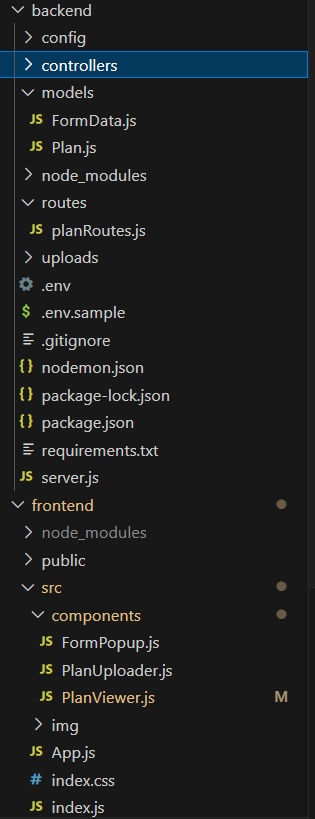 backend
config
controllers
models
JS FormData.js
JS Plan.js
node_modules
routes
JS planRoutes.js
uploads
.env
$ .env.sample
.gitignore
{} nodemon.json
{} package-lock.json
{} package.json
requirements.txt
JS server.js
frontend
node_modules
public
src
components
JS FormPopup.js
JS PlanUploader.js
JS PlanViewer.js M
img
JS App.js
# index.css
JS index.js